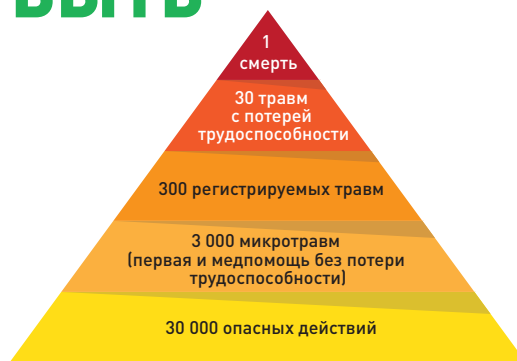 БЫТЬ
1
смерть
30 травм
с потерей
трудоспособности
300 регистрируемых травм
3 000 микротравм
(первая и медпомощь без потери
трудоспособности)
30 000 опасных действий